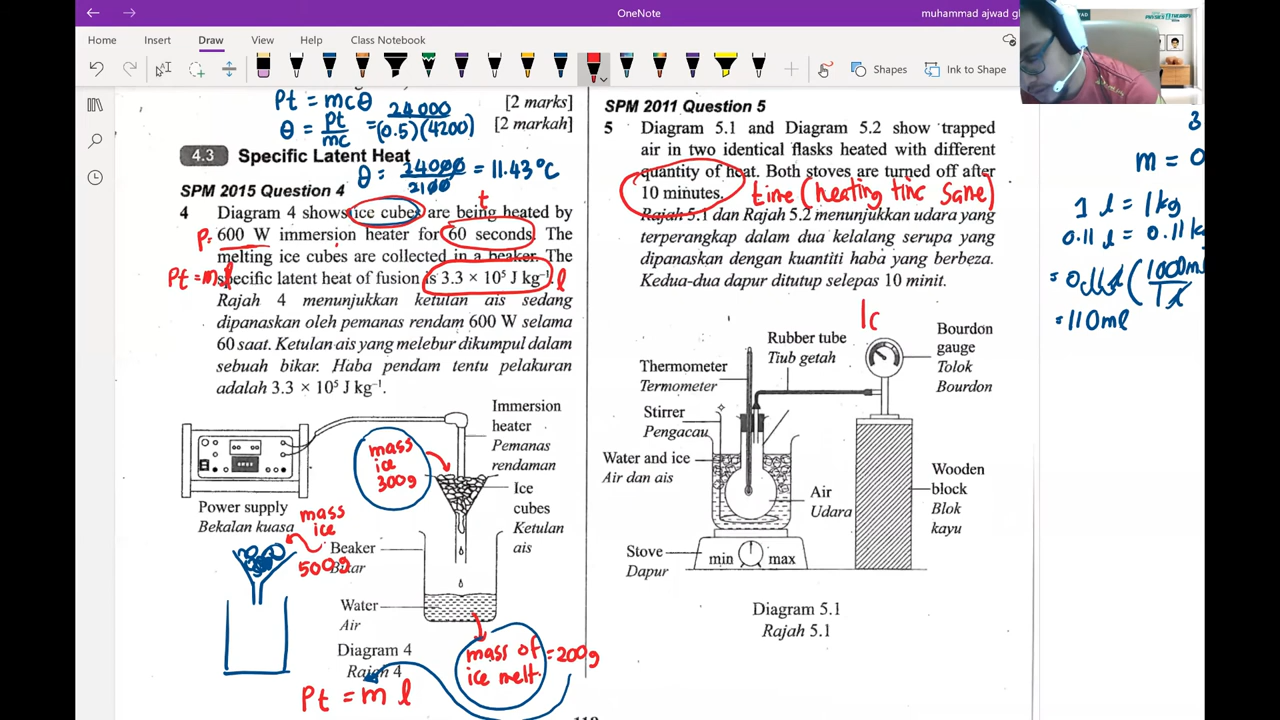 OneNote
muhammad ajwad gl
Home Insert Draw View Help Class Notebook
Shapes Ink to Search
Pt = mcθ
θ = Pt/mc = 24000/(0.5)(4200)
θ = 24000/2100 = 11.43°C
[2 marks]
[2 markah]
4.3 Specific Latent Heat
SPM 2015 Question 4
4 Diagram 4 shows ice cubes are being heated by
600 W immersion heater for 60 seconds. The
melting ice cubes are collected in a beaker. The
specific latent heat of fusion is 3.3 × 10⁵ J kg⁻¹.
t
P=
Pt = ml
l
Rajah 4 menunjukkan ketulan ais sedang
dipanaskan oleh pemanas rendam 600 W selama
60 saat. Ketulan ais yang melebur dikumpul dalam
sebuah bikar. Haba pendam tentu pelakuran
adalah 3.3 × 10⁵ J kg⁻¹.
Immersion
heater
Pemanas
rendaman
mass
ice
300g
Ice
cubes
Ketulan
ais
Power supply
Bekalan kuasa
mass
ice
500g
Beaker
Bikar
Water
Air
Diagram 4
Rajah 4
mass of
ice melt.
=200g
Pt = m l
SPM 2011 Question 5
5 Diagram 5.1 and Diagram 5.2 show trapped
air in two identical flasks heated with different
quantity of heat. Both stoves are turned off after
10 minutes.
time (heating time same)
Rajah 5.1 dan Rajah 5.2 menunjukkan udara yang
terperangkap dalam dua kelalang serupa yang
dipanaskan dengan kuantiti haba yang berbeza.
Kedua-dua dapur ditutup selepas 10 minit.
Rubber tube
Tiub getah
Bourdon
gauge
Tolok
Bourdon
Thermometer
Termometer
Stirrer
Pengacau
Water and ice
Air dan ais
Air
Udara
Wooden
block
Blok
kayu
Stove
Dapur
min max
Diagram 5.1
Rajah 5.1
3
m = 0
1 l = 1kg
0.11 l = 0.11 k
= 110ml